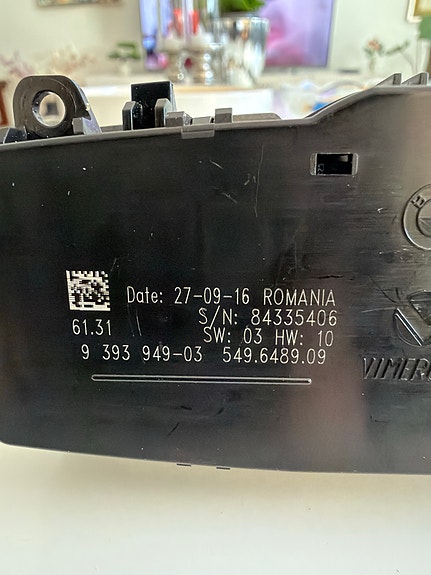 Date: 27-09-16 ROMANIA
S/N: 84335406
61.31
SW: 03 HW: 10
9 393 949-03 549.6489.09